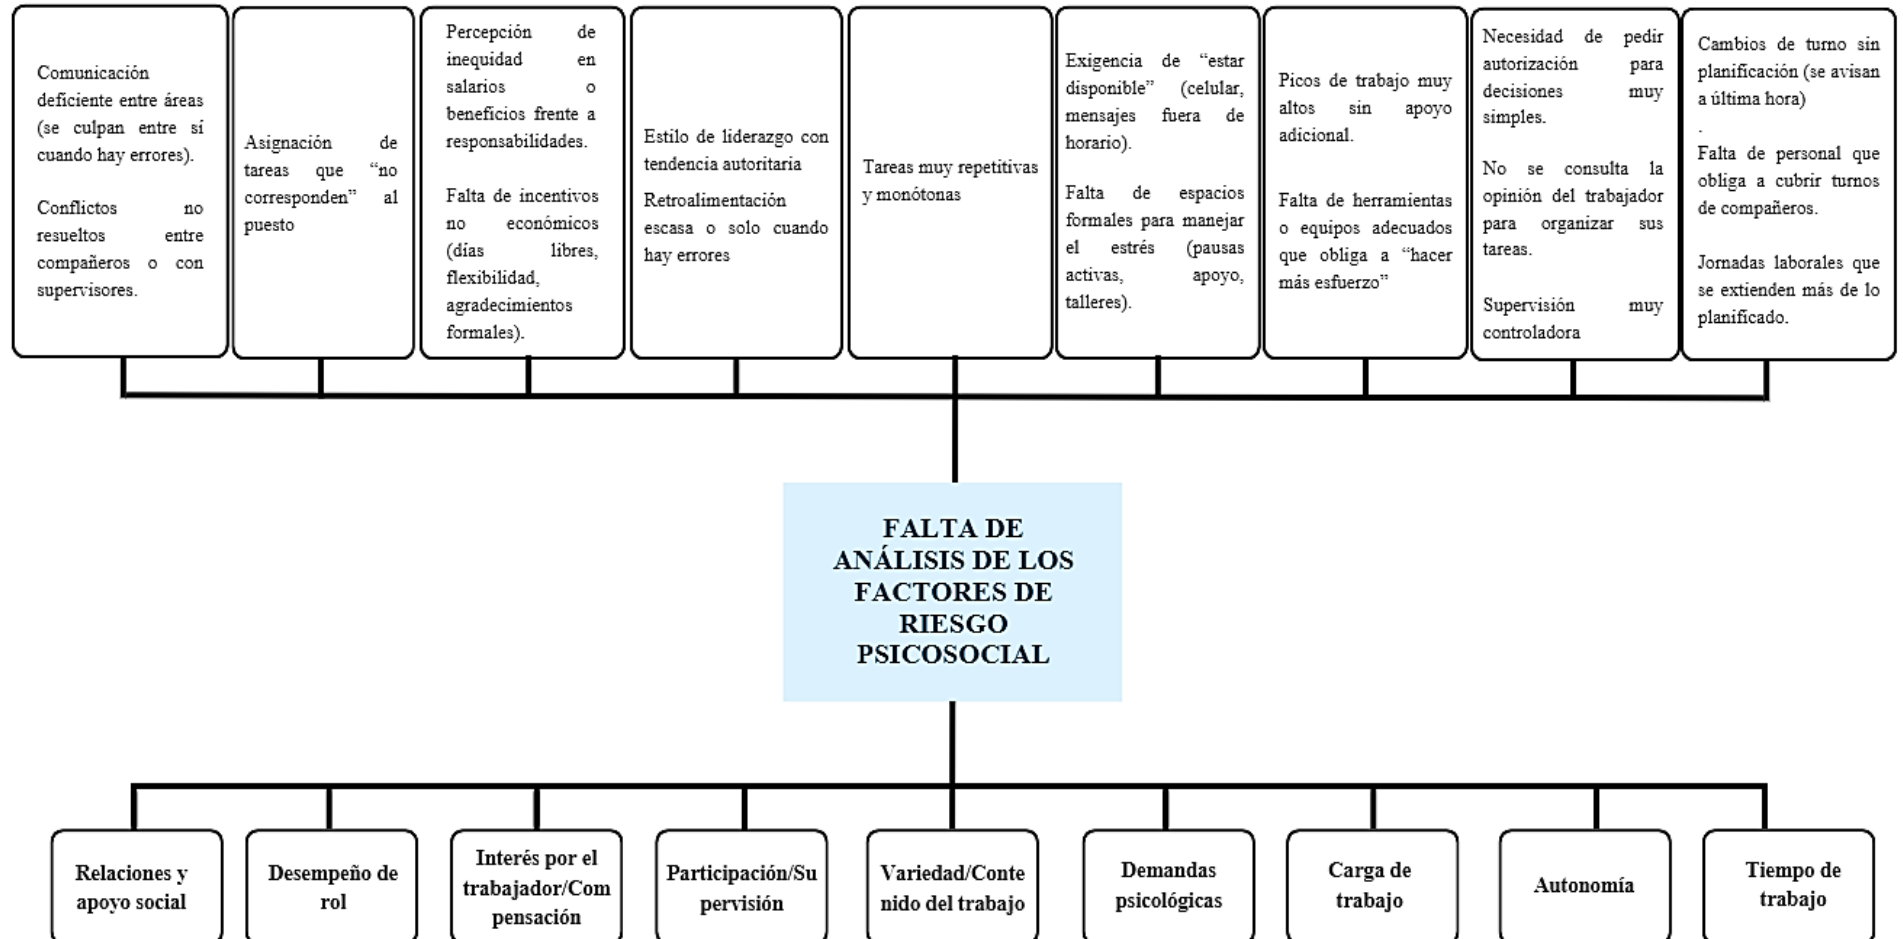 Comunicación
deficiente entre áreas
(se culpan entre sí
cuando hay errores).
Conflictos no
resueltos entre
compañeros o con
supervisores.
Asignación de
tareas que “no
corresponden” al
puesto
Percepción de
inequidad en
salarios o
beneficios frente a
responsabilidades.
Falta de incentivos
no económicos
(días libres,
flexibilidad,
agradecimientos
formales).
Estilo de liderazgo con
tendencia autoritaria
Retroalimentación
escasa o solo cuando
hay errores
Tareas muy repetitivas
y monótonas
Exigencia de “estar
disponible” (celular,
mensajes fuera de
horario).
Falta de espacios
formales para manejar
el estrés (pausas
activas, apoyo,
talleres).
Picos de trabajo muy
altos sin apoyo
adicional.
Falta de herramientas
o equipos adecuados
que obliga a “hacer
más esfuerzo”
Necesidad de pedir
autorización para
decisiones muy
simples.
No se consulta la
opinión del trabajador
para organizar sus
tareas.
Supervisión muy
controladora
Cambios de turno sin
planificación (se avisan
a última hora)
.
Falta de personal que
obliga a cubrir turnos
de compañeros.
Jornadas laborales que
se extienden más de lo
planificado.
FALTA DE
ANÁLISIS DE LOS
FACTORES DE
RIESGO
PSICOSOCIAL
Relaciones y
apoyo social
Desempeño de
rol
Interés por el
trabajador/Com
pensación
Participación/Su
pervisión
Variedad/Conte
nido del trabajo
Demandas
psicológicas
Carga de
trabajo
Autonomía
Tiempo de
trabajo